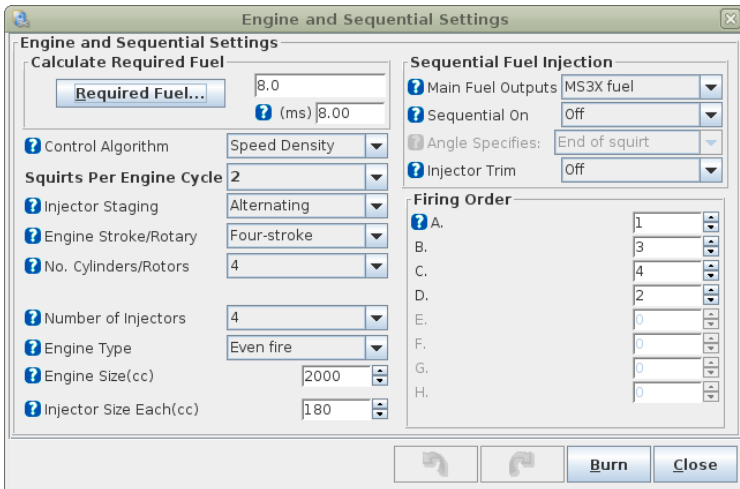 Engine and Sequential Settings
Engine and Sequential Settings
Calculate Required Fuel
Required Fuel...
8.0
(ms) 8.00
Control Algorithm Speed Density
Squirts Per Engine Cycle 2
Injector Staging Alternating
Engine Stroke/Rotary Four-stroke
No. Cylinders/Rotors 4
Number of Injectors 4
Engine Type Even fire
Engine Size(cc) 2000
Injector Size Each(cc) 180
Sequential Fuel Injection
Main Fuel Outputs MS3X fuel
Sequential On Off
Angle Specifies: End of squirt
Injector Trim Off
Firing Order
A. 1
B. 3
C. 4
D. 2
E. 0
F. 0
G. 0
H. 0
Burn Close